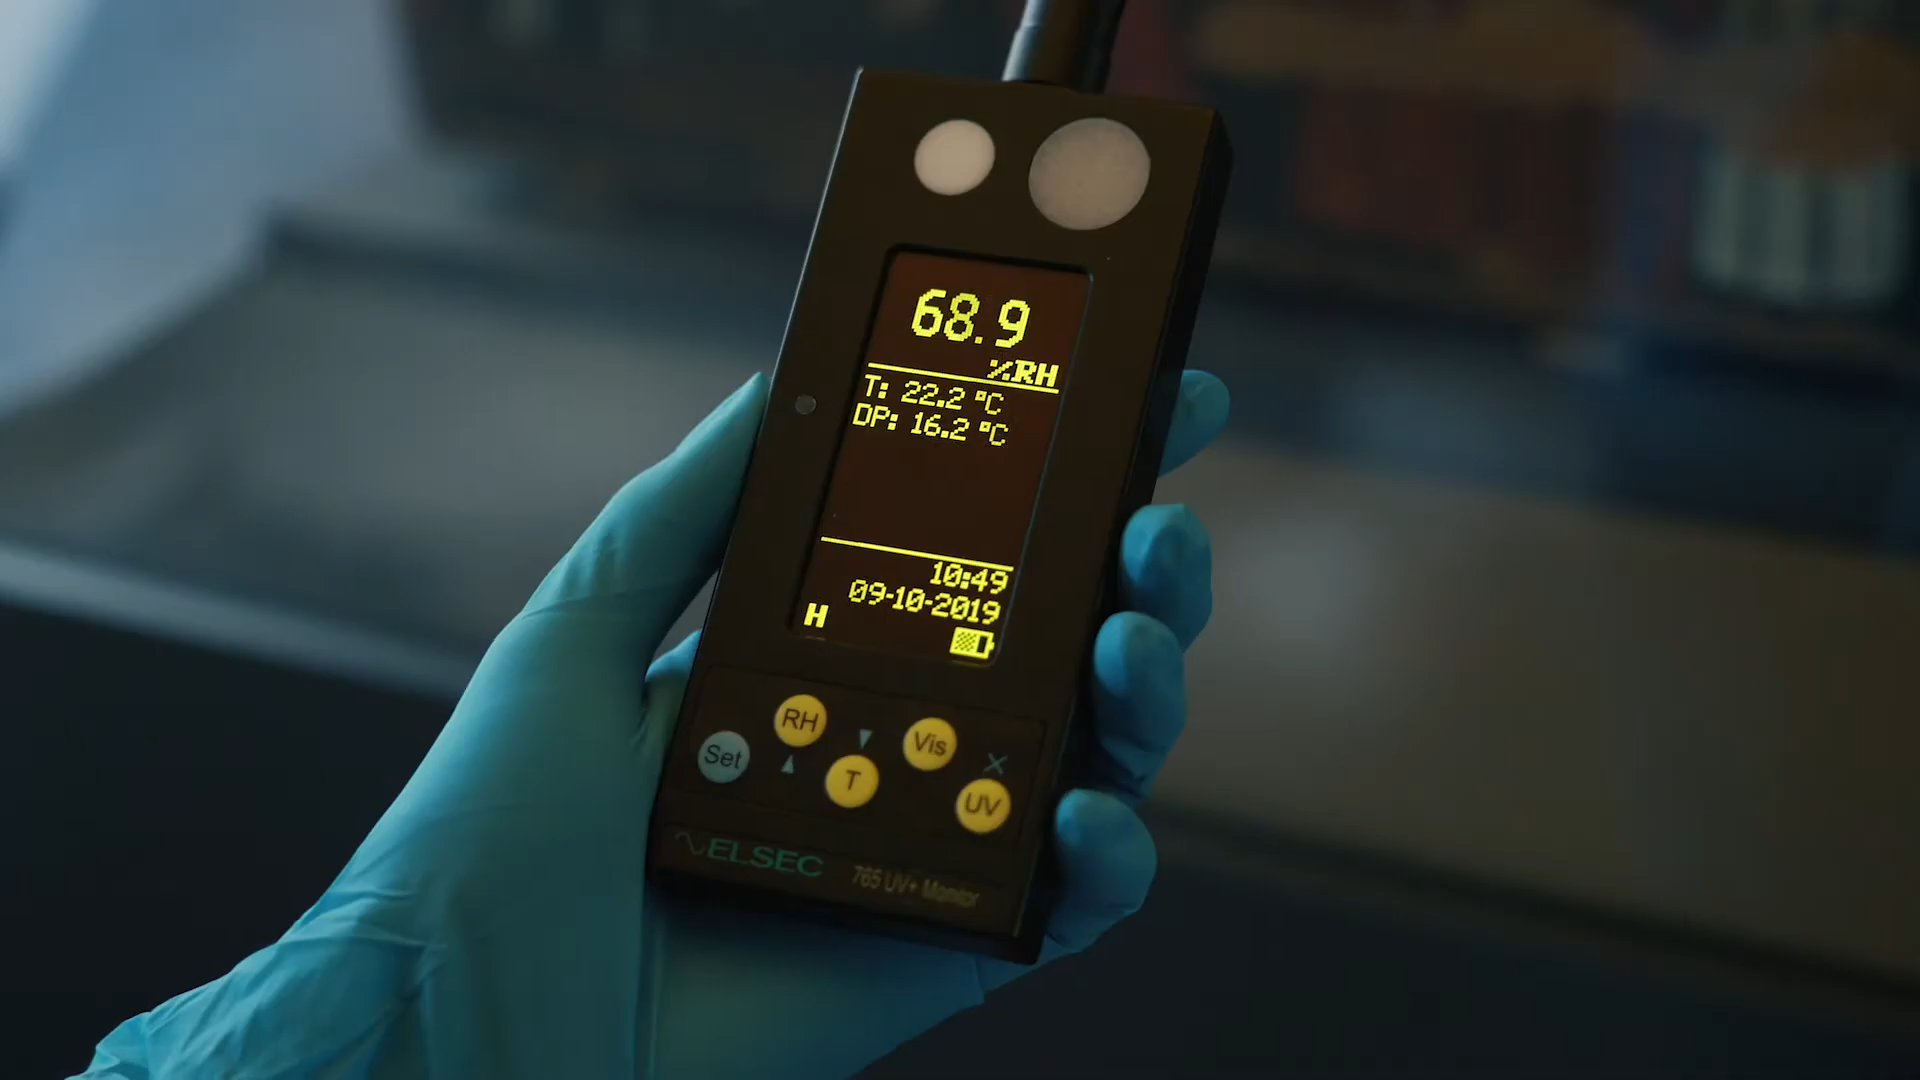 68.9
%RH
T: 22.2 °C
DP: 16.2 °C
10:49
09-10-2019
H
RH
Vis
Set
T
UV
ELSEC
765 UV+ Monitor